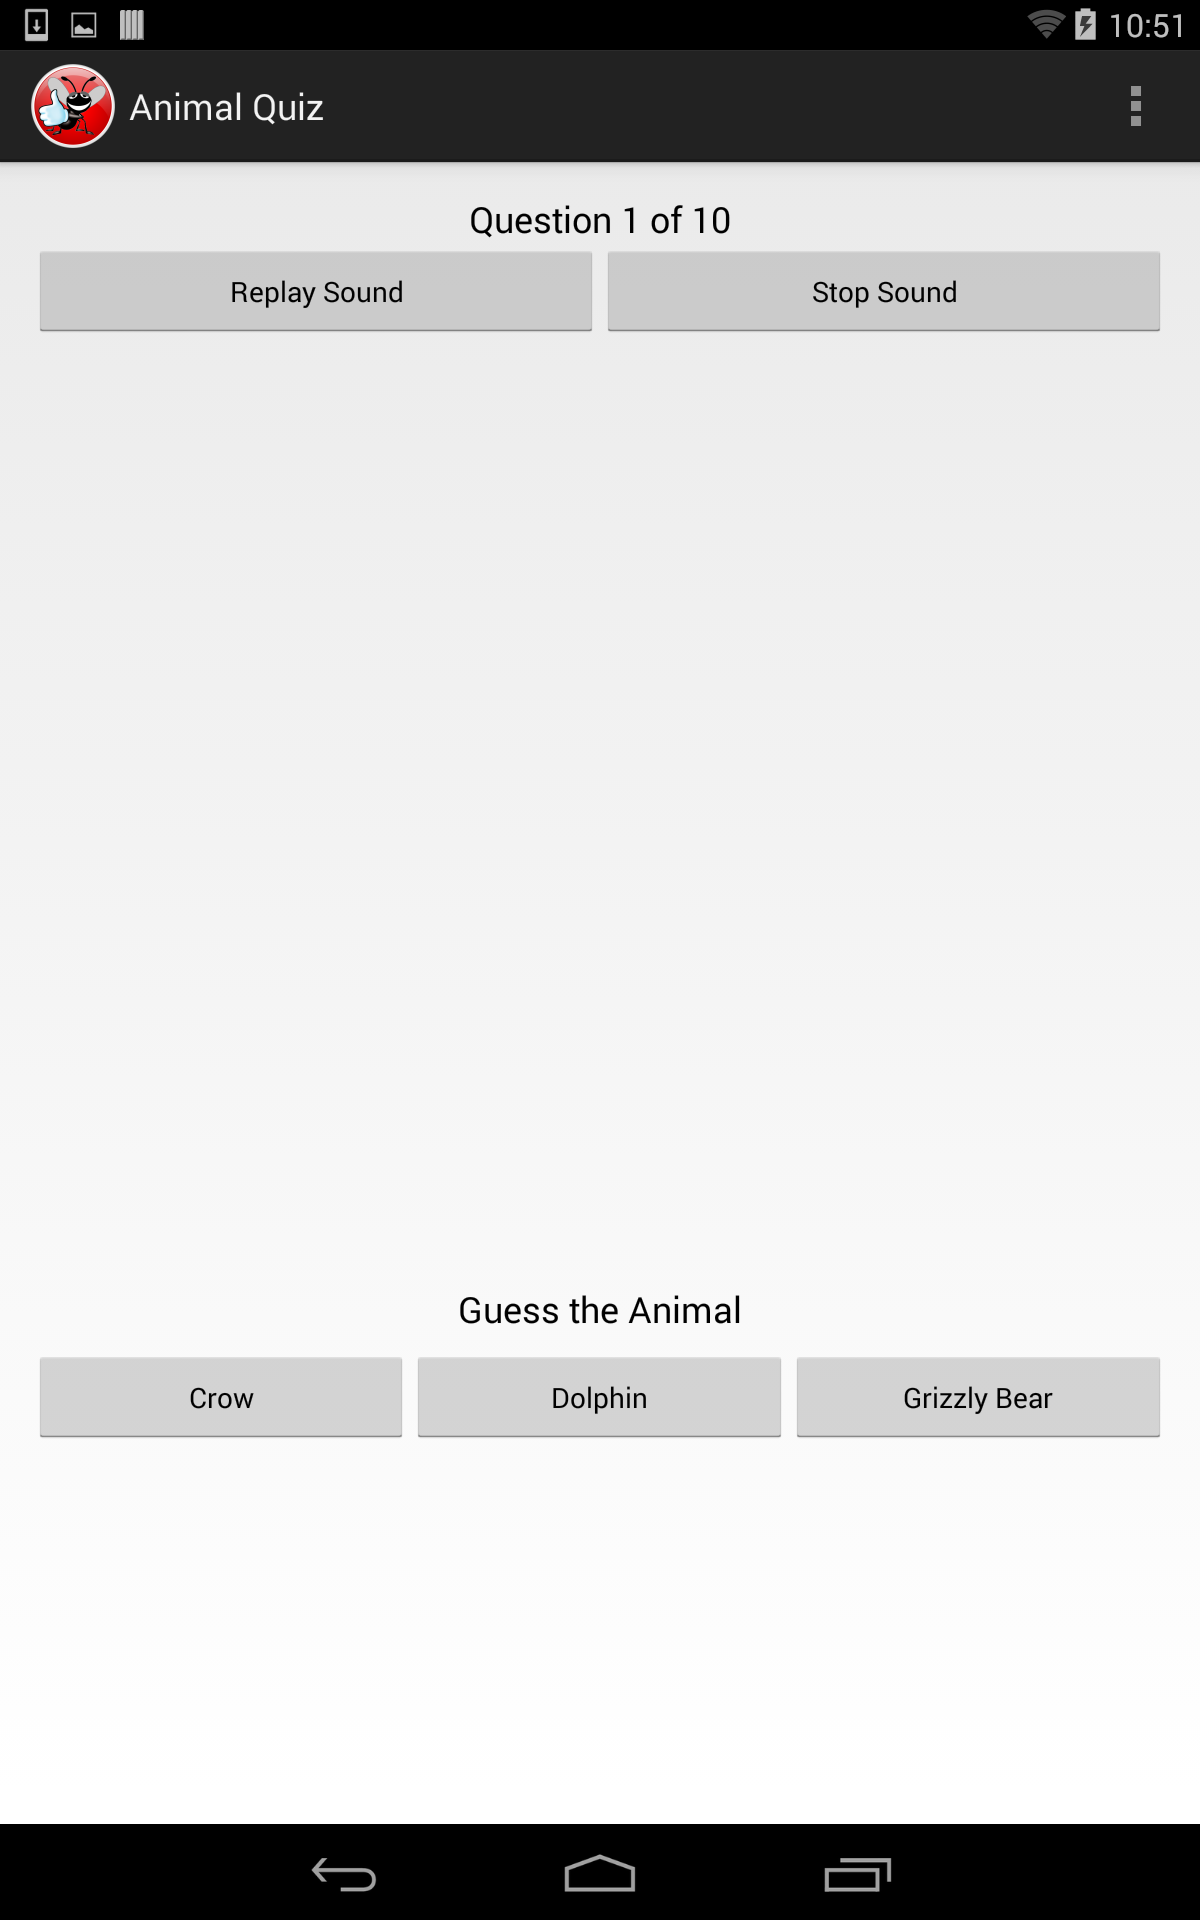 10:51
Animal Quiz
Question 1 of 10
Replay Sound
Stop Sound
Guess the Animal
Crow
Dolphin
Grizzly Bear